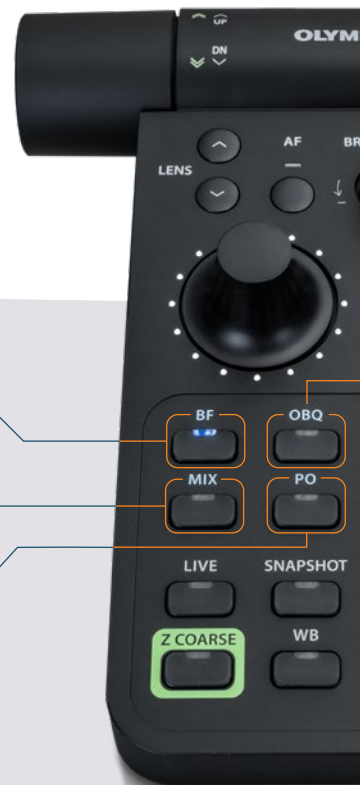 UP
DN
OLYM
LENS
AF
BR
BF
OBQ
MIX
PO
LIVE
SNAPSHOT
Z COARSE
WB